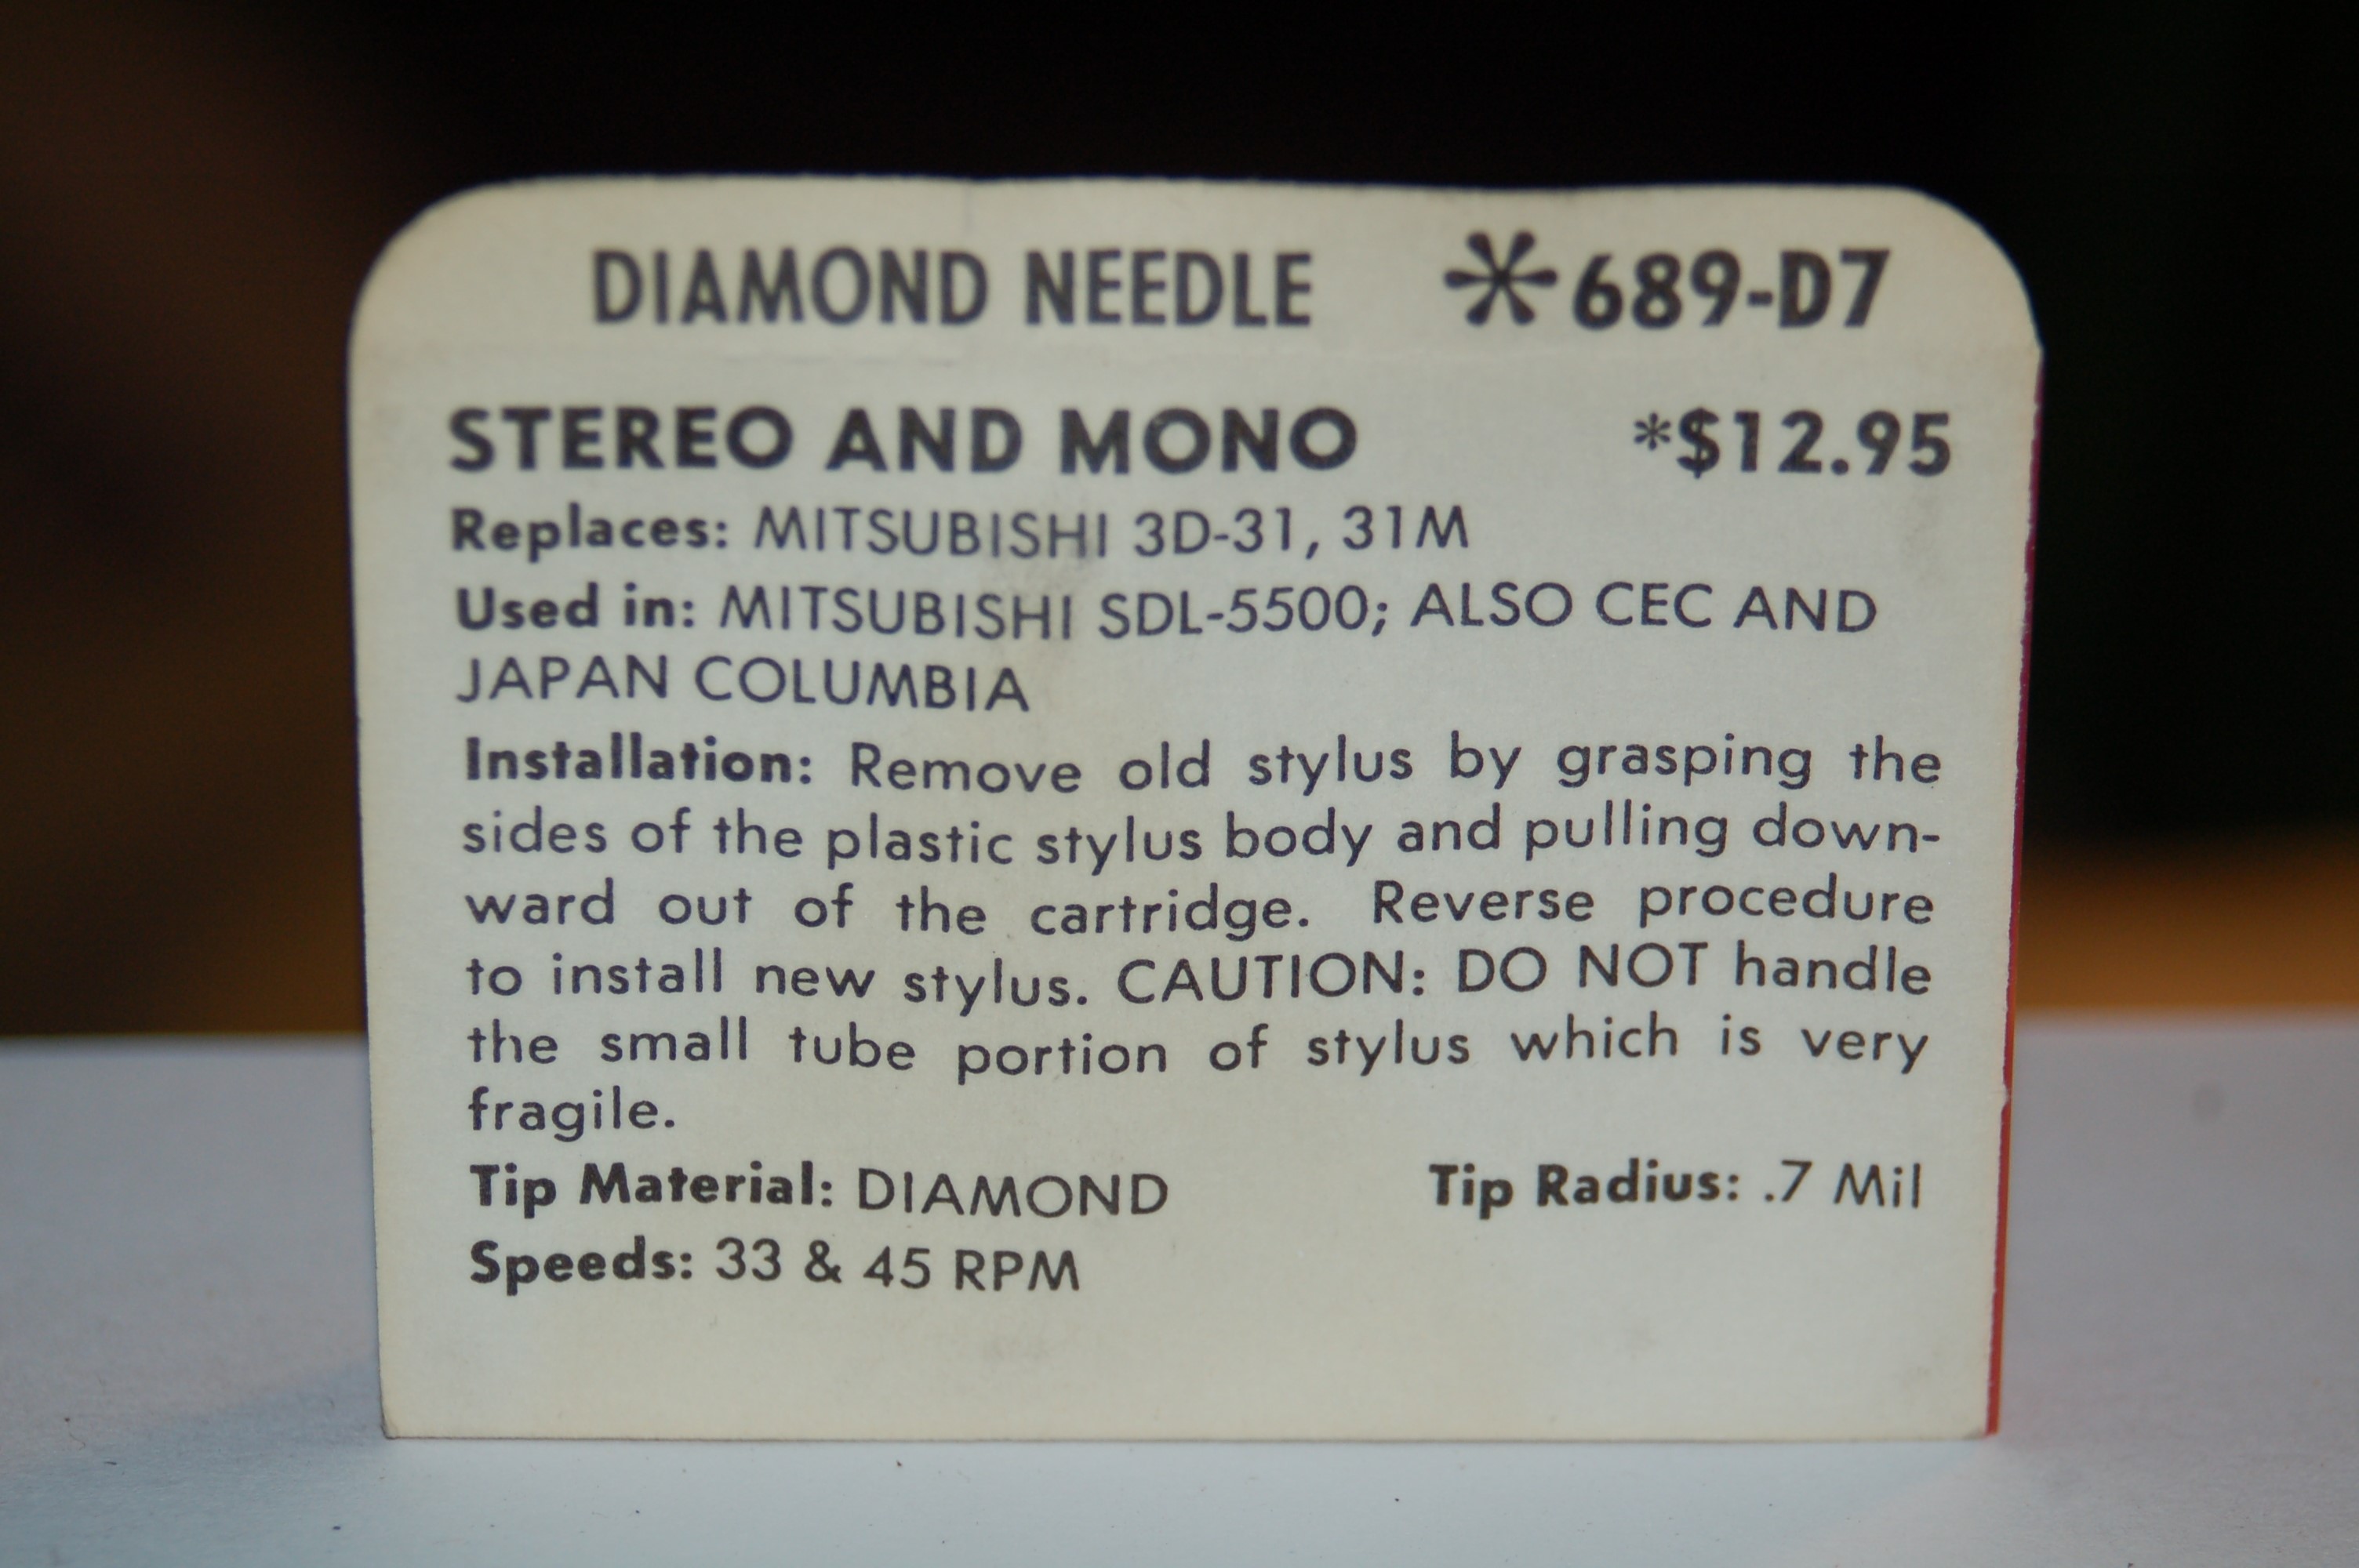 DIAMOND NEEDLE *689-D7
STEREO AND MONO *$12.95
Replaces: MITSUBISHI 3D-31, 31M
Used in: MITSUBISHI SDL-5500; ALSO CEC AND
JAPAN COLUMBIA
Installation: Remove old stylus by grasping the
sides of the plastic stylus body and pulling down-
ward out of the cartridge. Reverse procedure
to install new stylus. CAUTION: DO NOT handle
the small tube portion of stylus which is very
fragile.
Tip Material: DIAMOND Tip Radius: .7 Mil
Speeds: 33 & 45 RPM